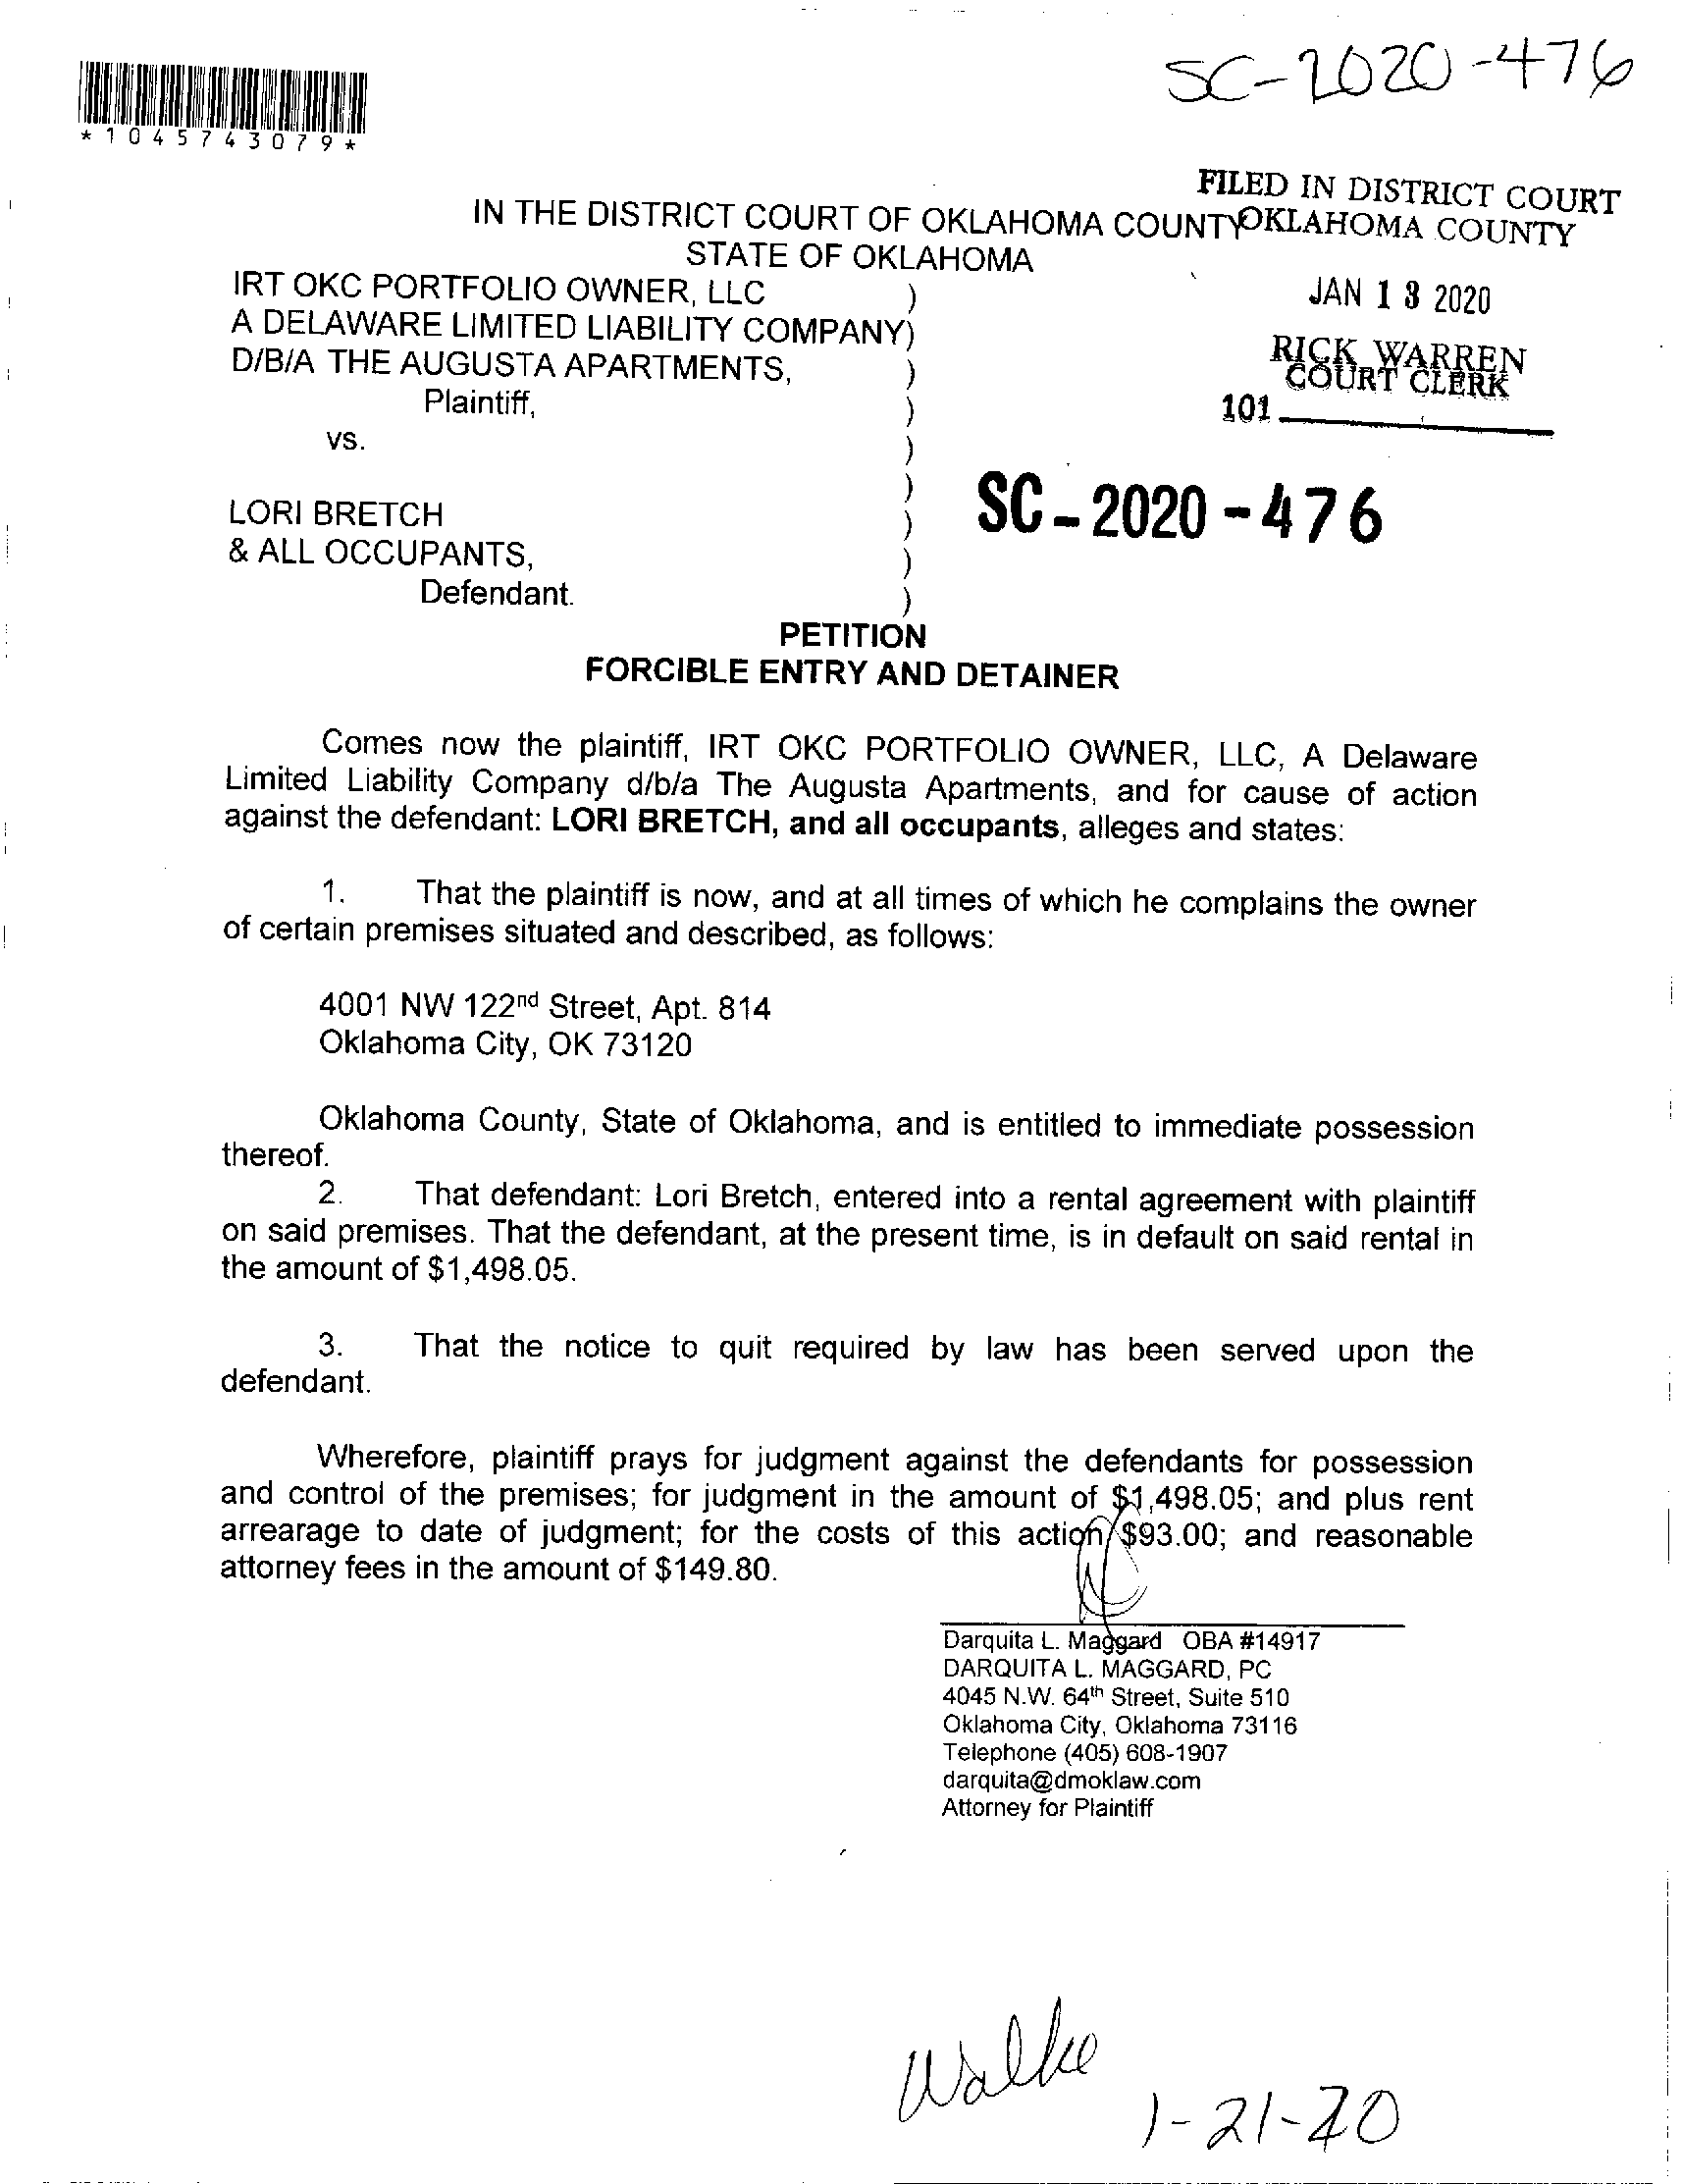 SC-2020-476
*1045743079*
FILED IN DISTRICT COURT
OKLAHOMA COUNTY
IN THE DISTRICT COURT OF OKLAHOMA COUNTY
STATE OF OKLAHOMA
IRT OKC PORTFOLIO OWNER, LLC )
A DELAWARE LIMITED LIABILITY COMPANY)
D/B/A THE AUGUSTA APARTMENTS, )
Plaintiff, )
vs. )
)
LORI BRETCH )
& ALL OCCUPANTS, )
Defendant. )
JAN 13 2020
RICK WARREN
COURT CLERK
101
SC-2020-476
PETITION
FORCIBLE ENTRY AND DETAINER
Comes now the plaintiff, IRT OKC PORTFOLIO OWNER, LLC, A Delaware
Limited Liability Company d/b/a The Augusta Apartments, and for cause of action
against the defendant: LORI BRETCH, and all occupants, alleges and states:
1. That the plaintiff is now, and at all times of which he complains the owner
of certain premises situated and described, as follows:
4001 NW 122nd Street, Apt. 814
Oklahoma City, OK 73120
Oklahoma County, State of Oklahoma, and is entitled to immediate possession
thereof.
2. That defendant: Lori Bretch, entered into a rental agreement with plaintiff
on said premises. That the defendant, at the present time, is in default on said rental in
the amount of $1,498.05.
3. That the notice to quit required by law has been served upon the
defendant.
Wherefore, plaintiff prays for judgment against the defendants for possession
and control of the premises; for judgment in the amount of $1,498.05; and plus rent
arrearage to date of judgment; for the costs of this action $93.00; and reasonable
attorney fees in the amount of $149.80.
Darquita L. Maggard OBA #14917
DARQUITA L. MAGGARD, PC
4045 N.W. 64th Street, Suite 510
Oklahoma City, Oklahoma 73116
Telephone (405) 608-1907
darquita@dmoklaw.com
Attorney for Plaintiff
1-21-20